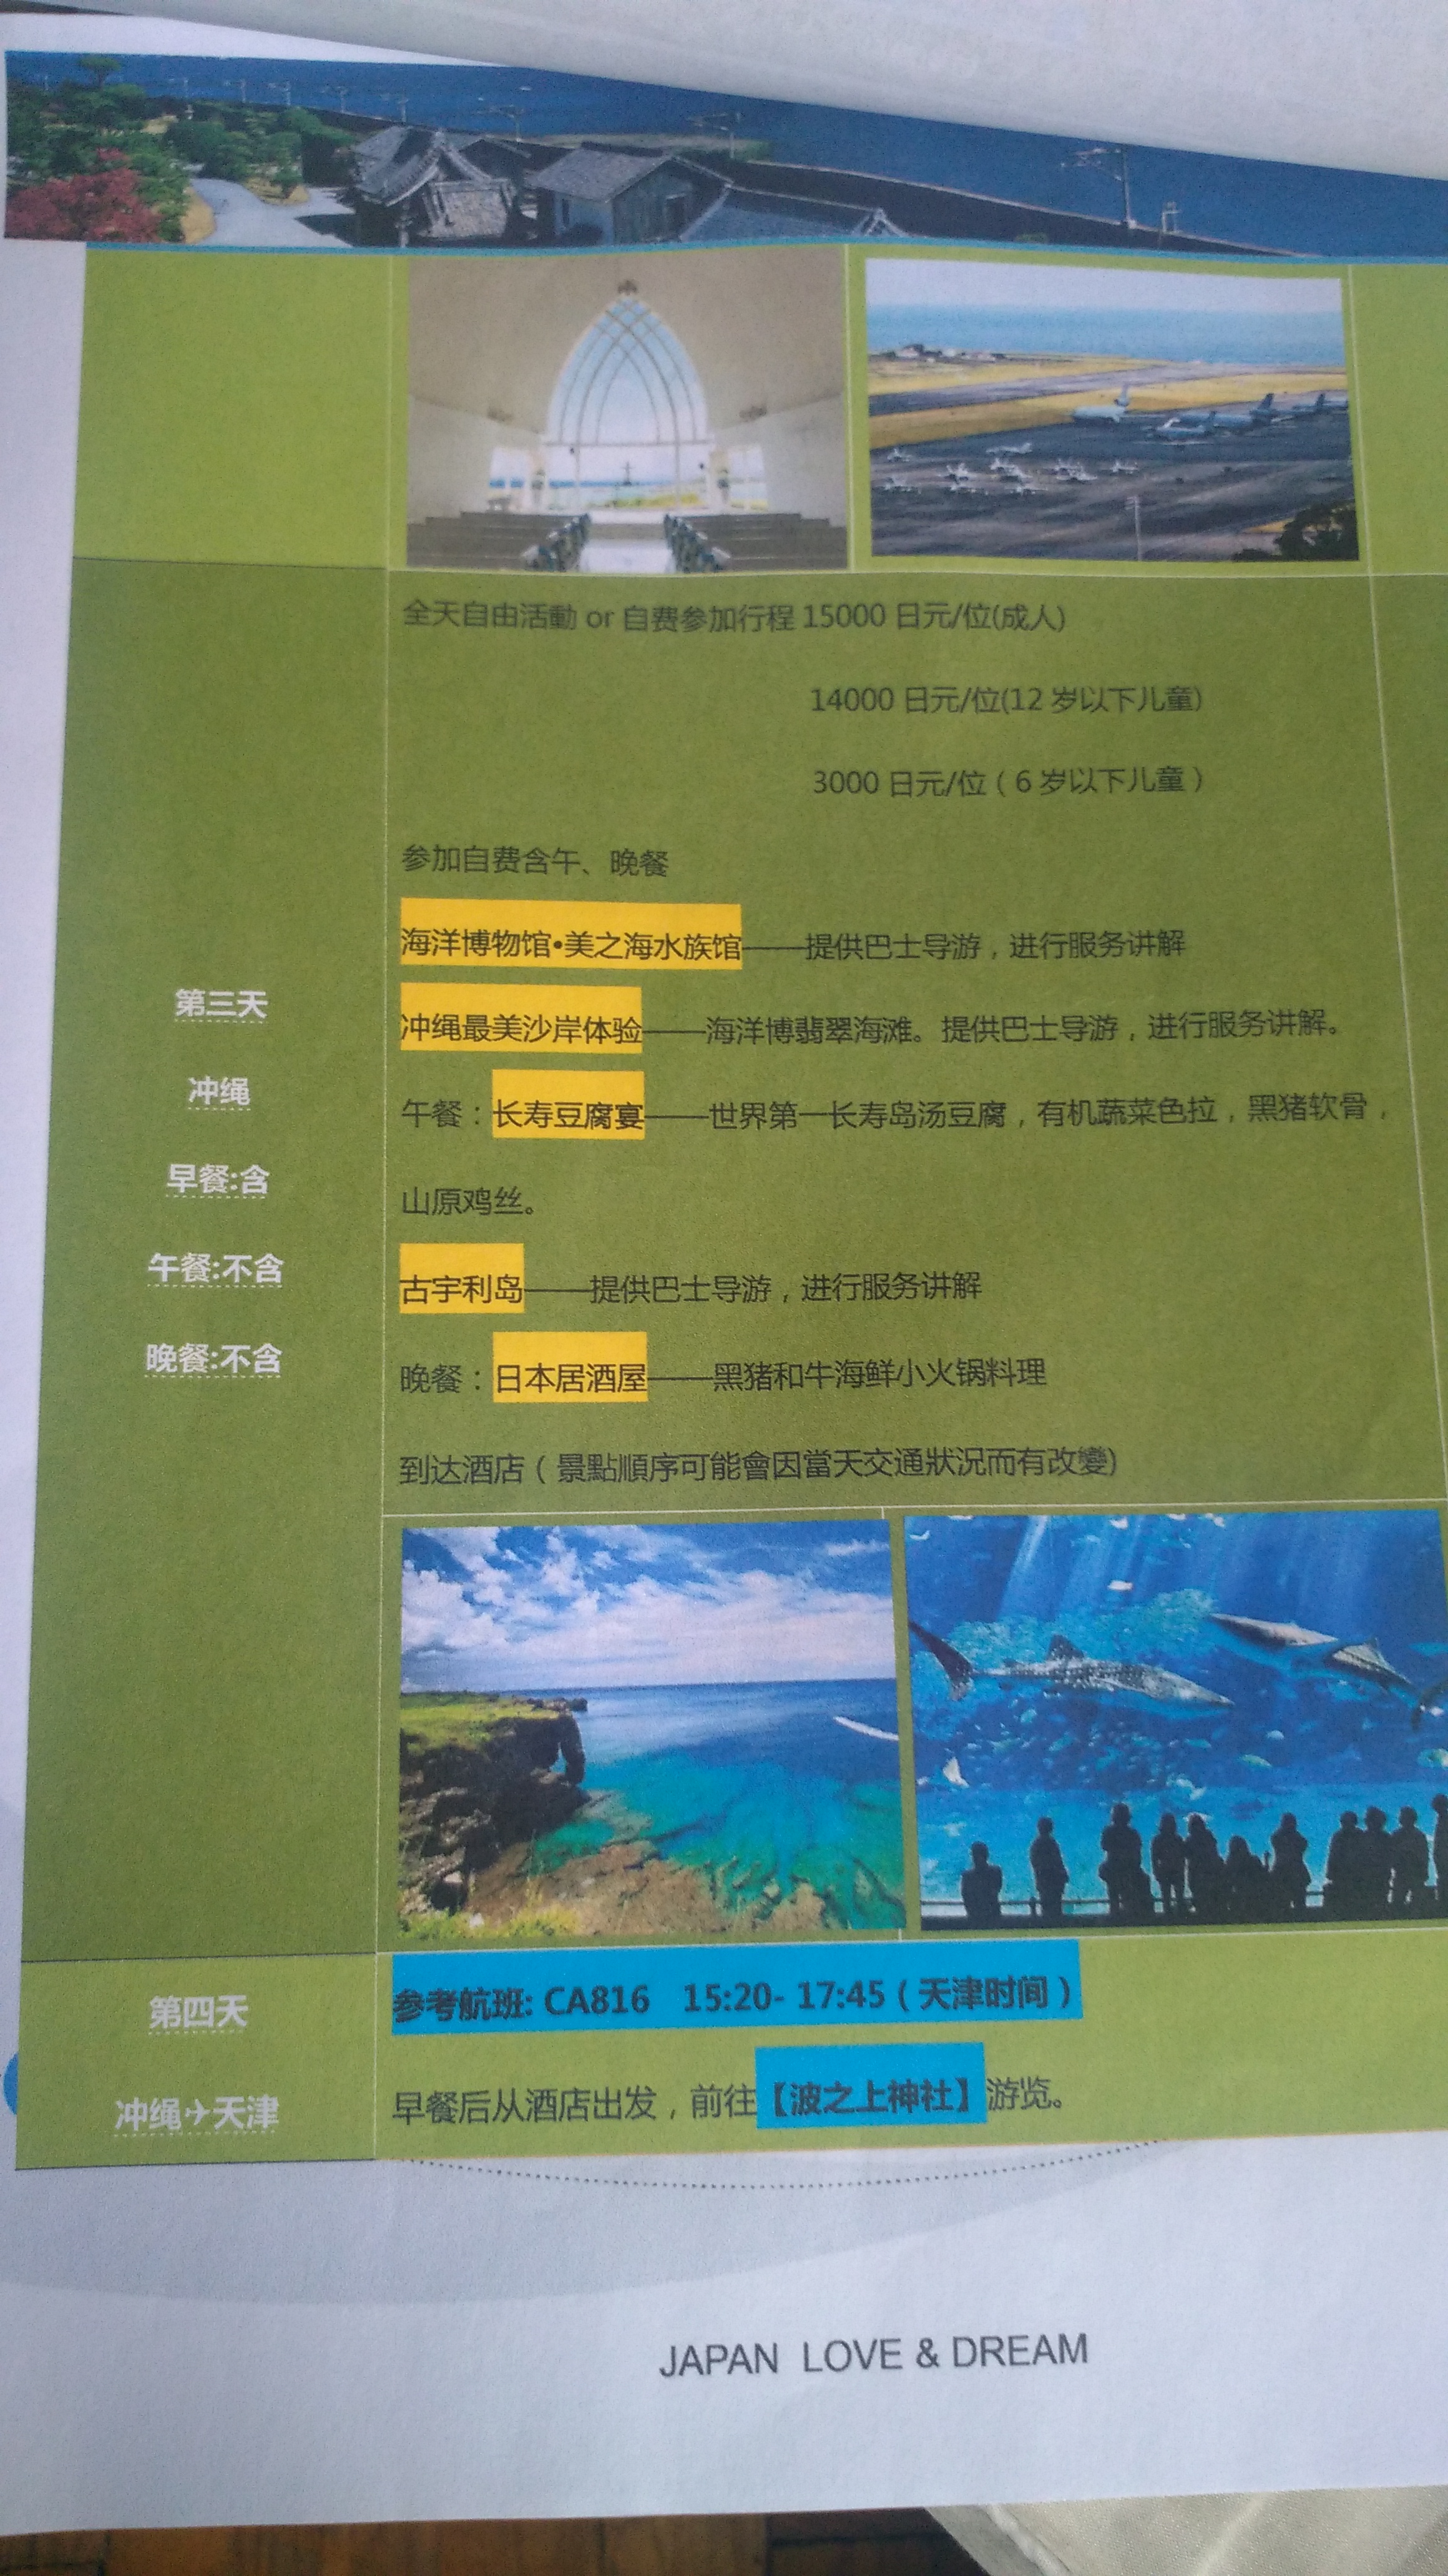 全天自由活動 or 自费参加行程 15000 日元/位(成人)
14000 日元/位(12 岁以下儿童)
3000 日元/位（6 岁以下儿童）
参加自费含午、晚餐
海洋博物馆•美之海水族馆——提供巴士导游，进行服务讲解
冲绳最美沙岸体验——海洋博翡翠海滩。提供巴士导游，进行服务讲解。
午餐：长寿豆腐宴——世界第一长寿岛汤豆腐，有机蔬菜色拉，黑猪软骨，
山原鸡丝。
古宇利岛——提供巴士导游，进行服务讲解
晚餐：日本居酒屋——黑猪和牛海鲜小火锅料理
到达酒店（景點順序可能會因當天交通狀況而有改變)
第三天
冲绳
早餐:含
午餐:不含
晚餐:不含
参考航班: CA816 15:20- 17:45（天津时间）
早餐后从酒店出发，前往【波之上神社】游览。
第四天
冲绳✈天津
JAPAN LOVE & DREAM